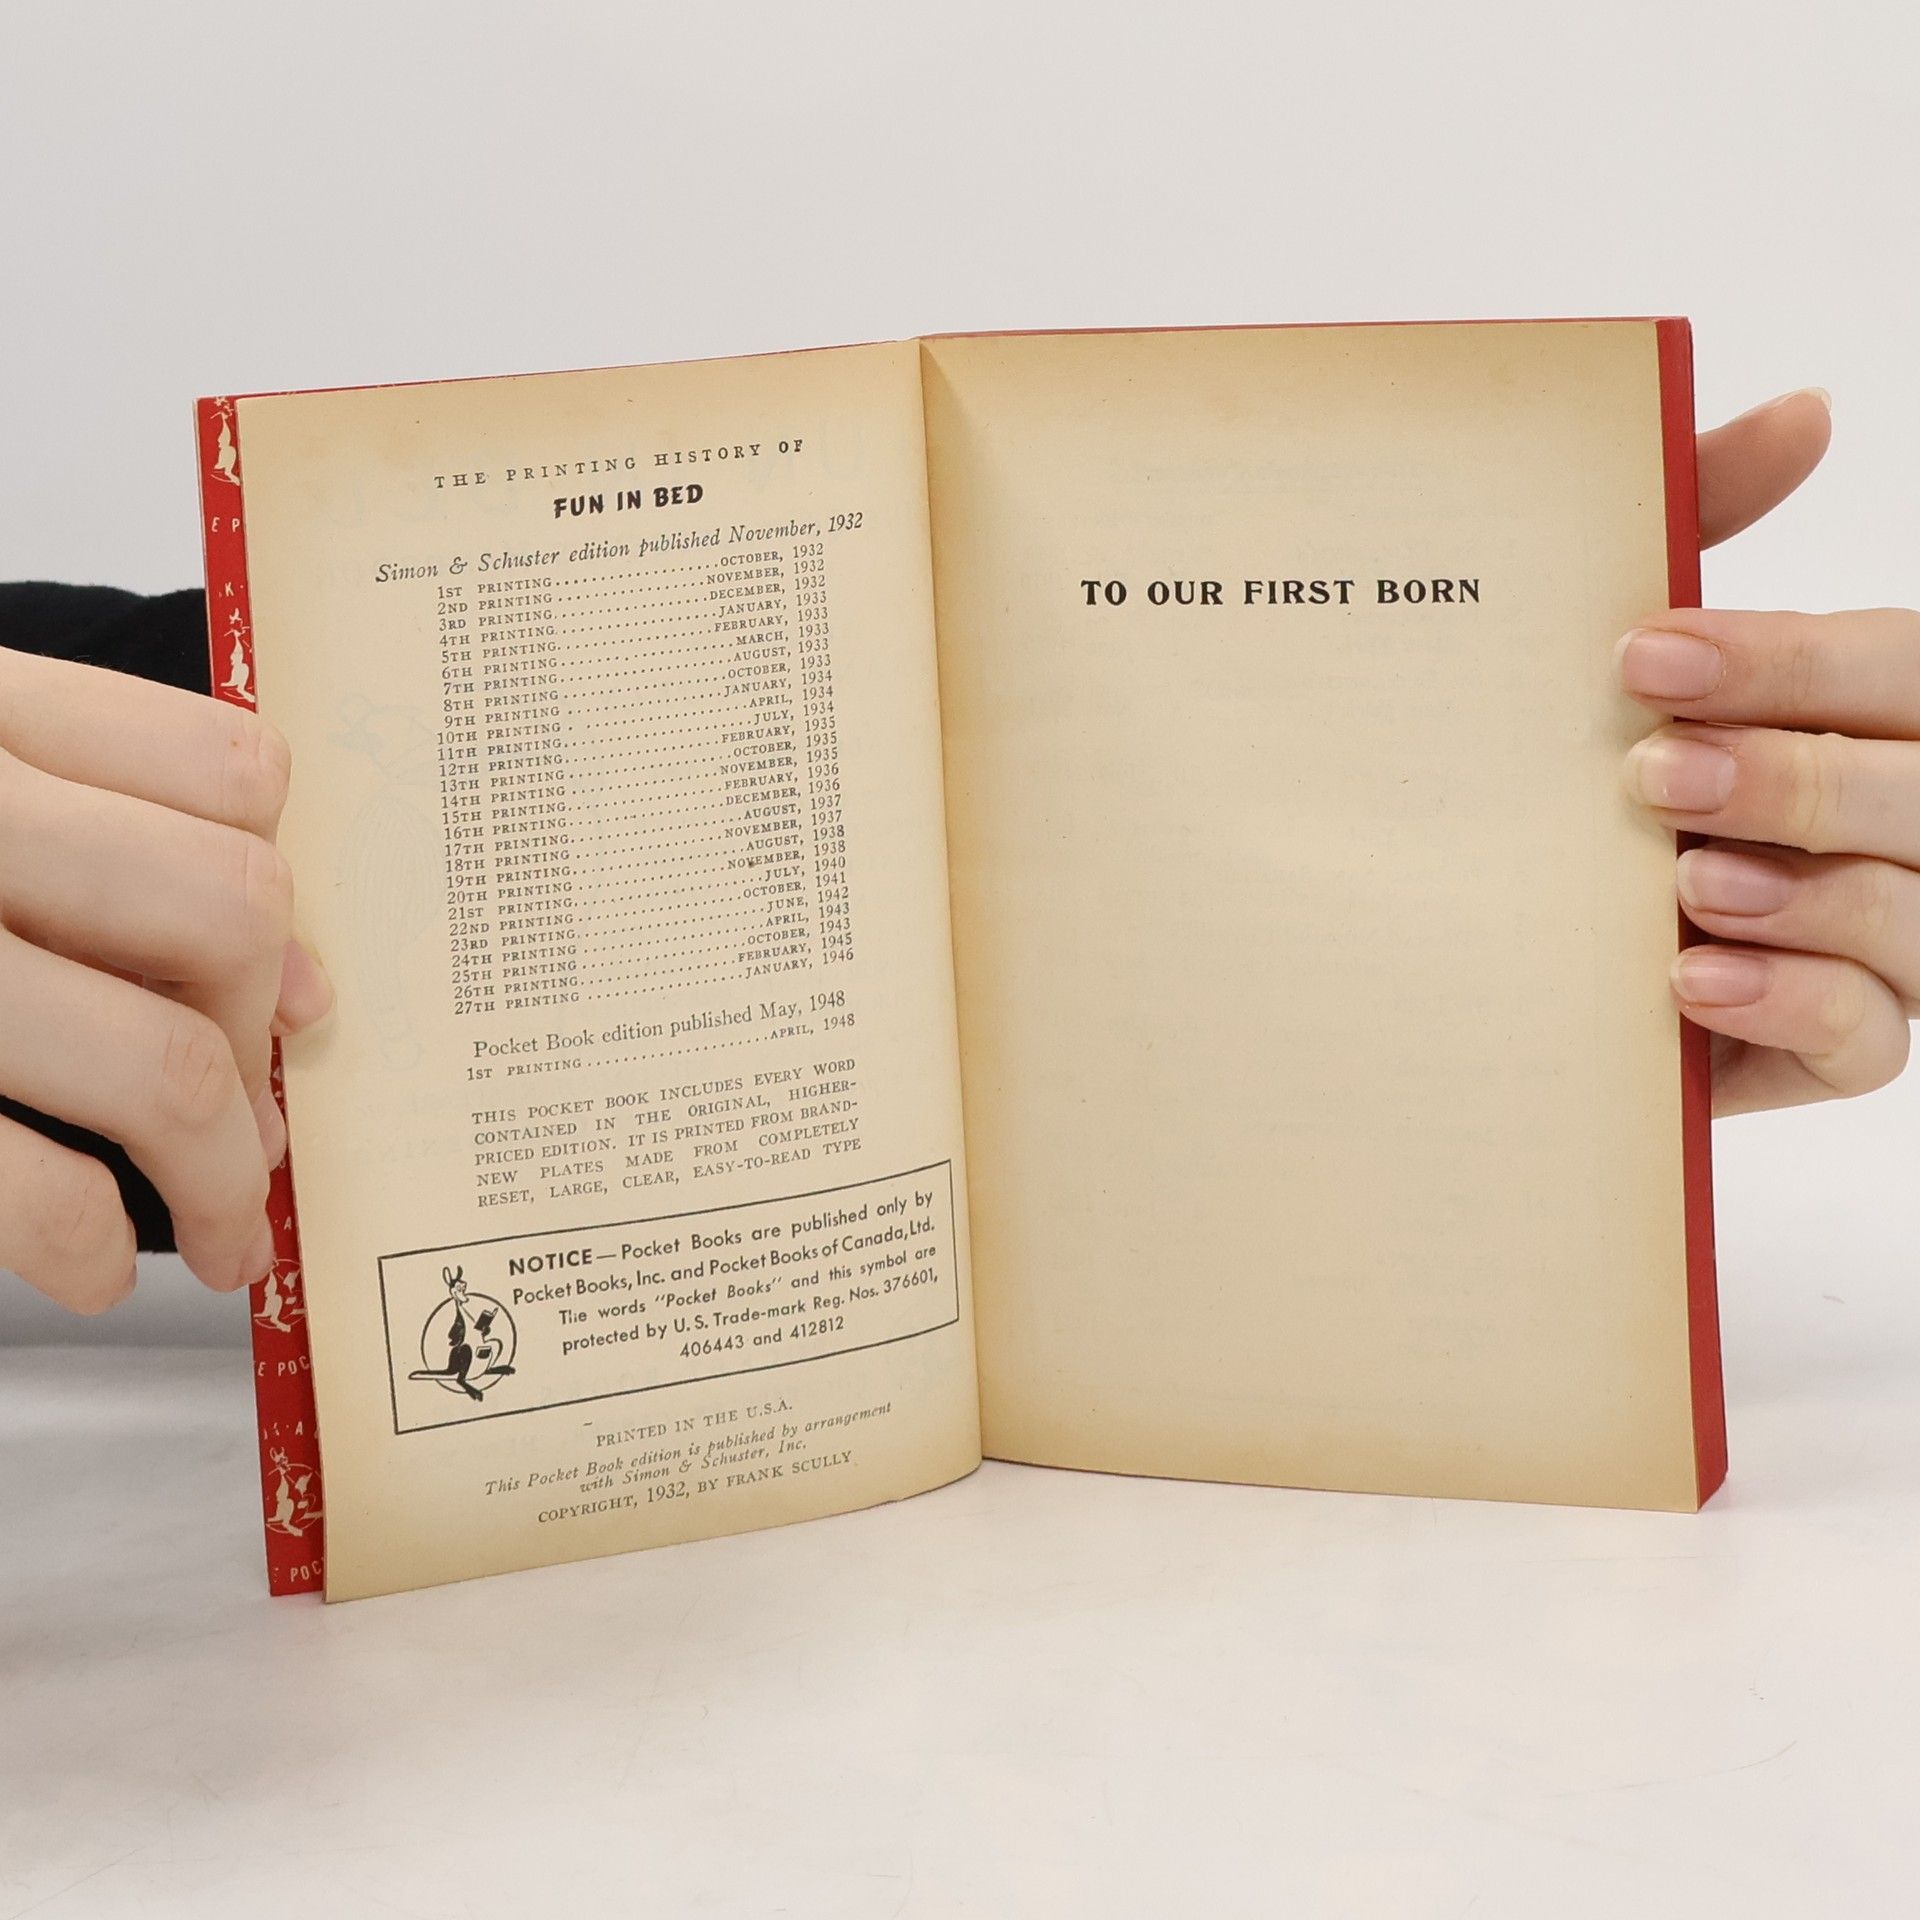 THE PRINTING HISTORY OF
FUN IN BED
Simon & Schuster edition published November, 1932
1ST PRINTING....................OCTOBER, 1932
2ND PRINTING..................NOVEMBER, 1932
3RD PRINTING...................DECEMBER, 1932
4TH PRINTING....................JANUARY, 1933
5TH PRINTING...................FEBRUARY, 1933
6TH PRINTING......................MARCH, 1933
7TH PRINTING.....................AUGUST, 1933
8TH PRINTING....................OCTOBER, 1933
9TH PRINTING....................JANUARY, 1934
10TH PRINTING......................APRIL, 1934
11TH PRINTING.......................JULY, 1934
12TH PRINTING...................FEBRUARY, 1935
13TH PRINTING....................OCTOBER, 1935
14TH PRINTING...................NOVEMBER, 1935
15TH PRINTING...................FEBRUARY, 1936
16TH PRINTING...................DECEMBER, 1936
17TH PRINTING.....................AUGUST, 1937
18TH PRINTING...................NOVEMBER, 1937
19TH PRINTING.....................AUGUST, 1938
20TH PRINTING...................NOVEMBER, 1938
21ST PRINTING.......................JULY, 1940
22ND PRINTING....................OCTOBER, 1941
23RD PRINTING.......................JUNE, 1942
24TH PRINTING......................APRIL, 1943
25TH PRINTING....................OCTOBER, 1943
26TH PRINTING...................FEBRUARY, 1945
27TH PRINTING....................JANUARY, 1946
Pocket Book edition published May, 1948
1ST PRINTING......................APRIL, 1948
THIS POCKET BOOK INCLUDES EVERY WORD
CONTAINED IN THE ORIGINAL, HIGHER-
PRICED EDITION. IT IS PRINTED FROM BRAND-
NEW PLATES MADE FROM COMPLETELY
RESET, LARGE, CLEAR, EASY-TO-READ TYPE
NOTICE—Pocket Books are published only by
Pocket Books, Inc. and Pocket Books of Canada, Ltd.
The words "Pocket Books" and this symbol are
protected by U.S. Trade-mark Reg. Nos. 376601,
406443 and 412812
PRINTED IN THE U.S.A.
This Pocket Book edition is published by arrangement
with Simon & Schuster, Inc.
COPYRIGHT, 1932, BY FRANK SCULLY
TO OUR FIRST BORN